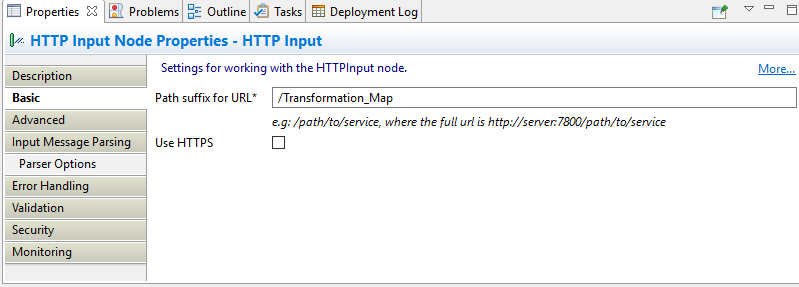 Properties Problems Outline Tasks Deployment Log
HTTP Input Node Properties - HTTP Input
Settings for working with the HTTPInput node. More...
Description
Basic
Advanced
Input Message Parsing
Parser Options
Error Handling
Validation
Security
Monitoring
Path suffix for URL* /Transformation_Map
e.g: /path/to/service, where the full url is http://server:7800/path/to/service
Use HTTPS